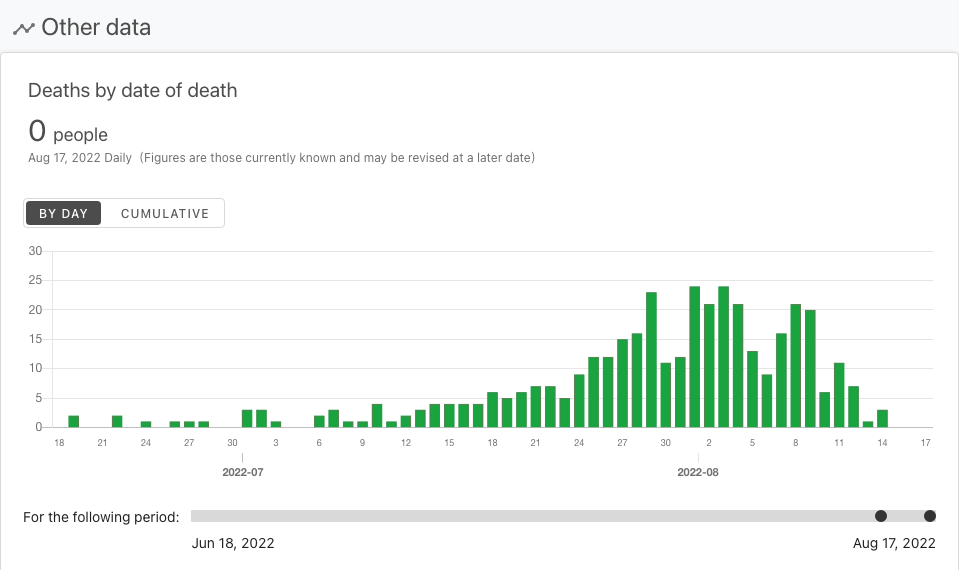 Other data
Deaths by date of death
0 people
Aug 17, 2022 Daily (Figures are those currently known and may be revised at a later date)
BY DAY CUMULATIVE
30
25
20
15
10
5
0
18 21 24 27 30 3 6 9 12 15 18 21 24 27 30 2 5 8 11 14 17
2022-07 2022-08
For the following period:
Jun 18, 2022 Aug 17, 2022